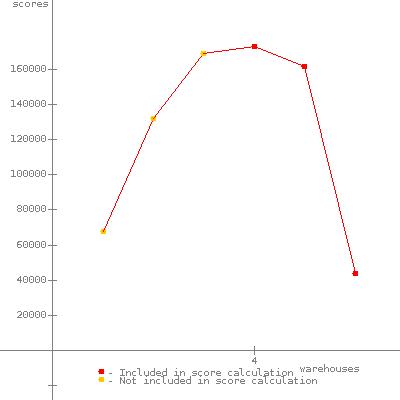 scores
160000
140000
120000
100000
80000
60000
40000
20000
4
warehouses
- Included in score calculation
- Not included in score calculation